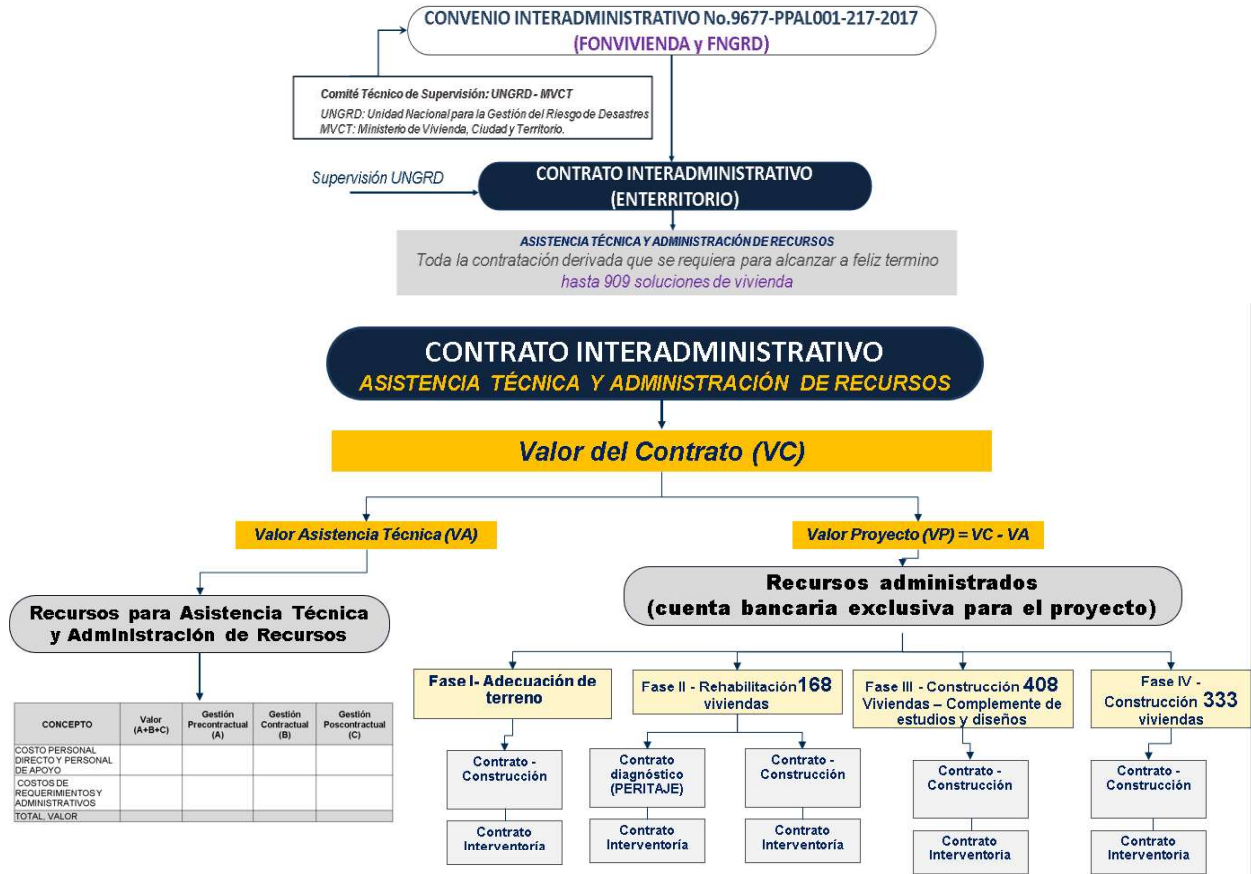 CONVENIO INTERADMINISTRATIVO No.9677-PPAL001-217-2017
(FONVIVIENDA y FNGRD)
Comité Técnico de Supervisión: UNGRD - MVCT
UNGRD: Unidad Nacional para la Gestión del Riesgo de Desastres
MVCT: Ministerio de Vivienda, Ciudad y Territorio.
Supervisión UNGRD
CONTRATO INTERADMINISTRATIVO
(ENTERRITORIO)
ASISTENCIA TÉCNICA Y ADMINISTRACIÓN DE RECURSOS
Toda la contratación derivada que se requiera para alcanzar a feliz termino
hasta 909 soluciones de vivienda
CONTRATO INTERADMINISTRATIVO
ASISTENCIA TÉCNICA Y ADMINISTRACIÓN DE RECURSOS
Valor del Contrato (VC)
Valor Asistencia Técnica (VA)
Valor Proyecto (VP) = VC - VA
Recursos para Asistencia Técnica
y Administración de Recursos
Recursos administrados
(cuenta bancaria exclusiva para el proyecto)
CONCEPTO
Valor
(A+B+C)
Gestión
Precontractual
(A)
Gestión
Contractual
(B)
Gestión
Poscontractual
(C)
COSTO PERSONAL
DIRECTO Y PERSONAL
DE APOYO
COSTOS DE
REQUERIMIENTOS Y
ADMINISTRATIVOS
TOTAL, VALOR
Fase I- Adecuación de
terreno
Fase II - Rehabilitación 168
viviendas
Fase III - Construcción 408
Viviendas – Complemente de
estudios y diseños
Fase IV -
Construcción 333
viviendas
Contrato -
Construcción
Contrato
diagnóstico
(PERITAJE)
Contrato -
Construcción
Contrato -
Construcción
Contrato -
Construcción
Contrato
Interventoría
Contrato
Interventoría
Contrato
Interventoría
Contrato
Interventoría
Contrato
Interventoría